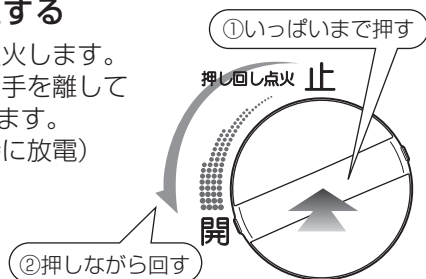 する
火します。
手を離して
ます。
に放電）
①いっぱいまで押す
押し回し点火 止
開
②押しながら回す